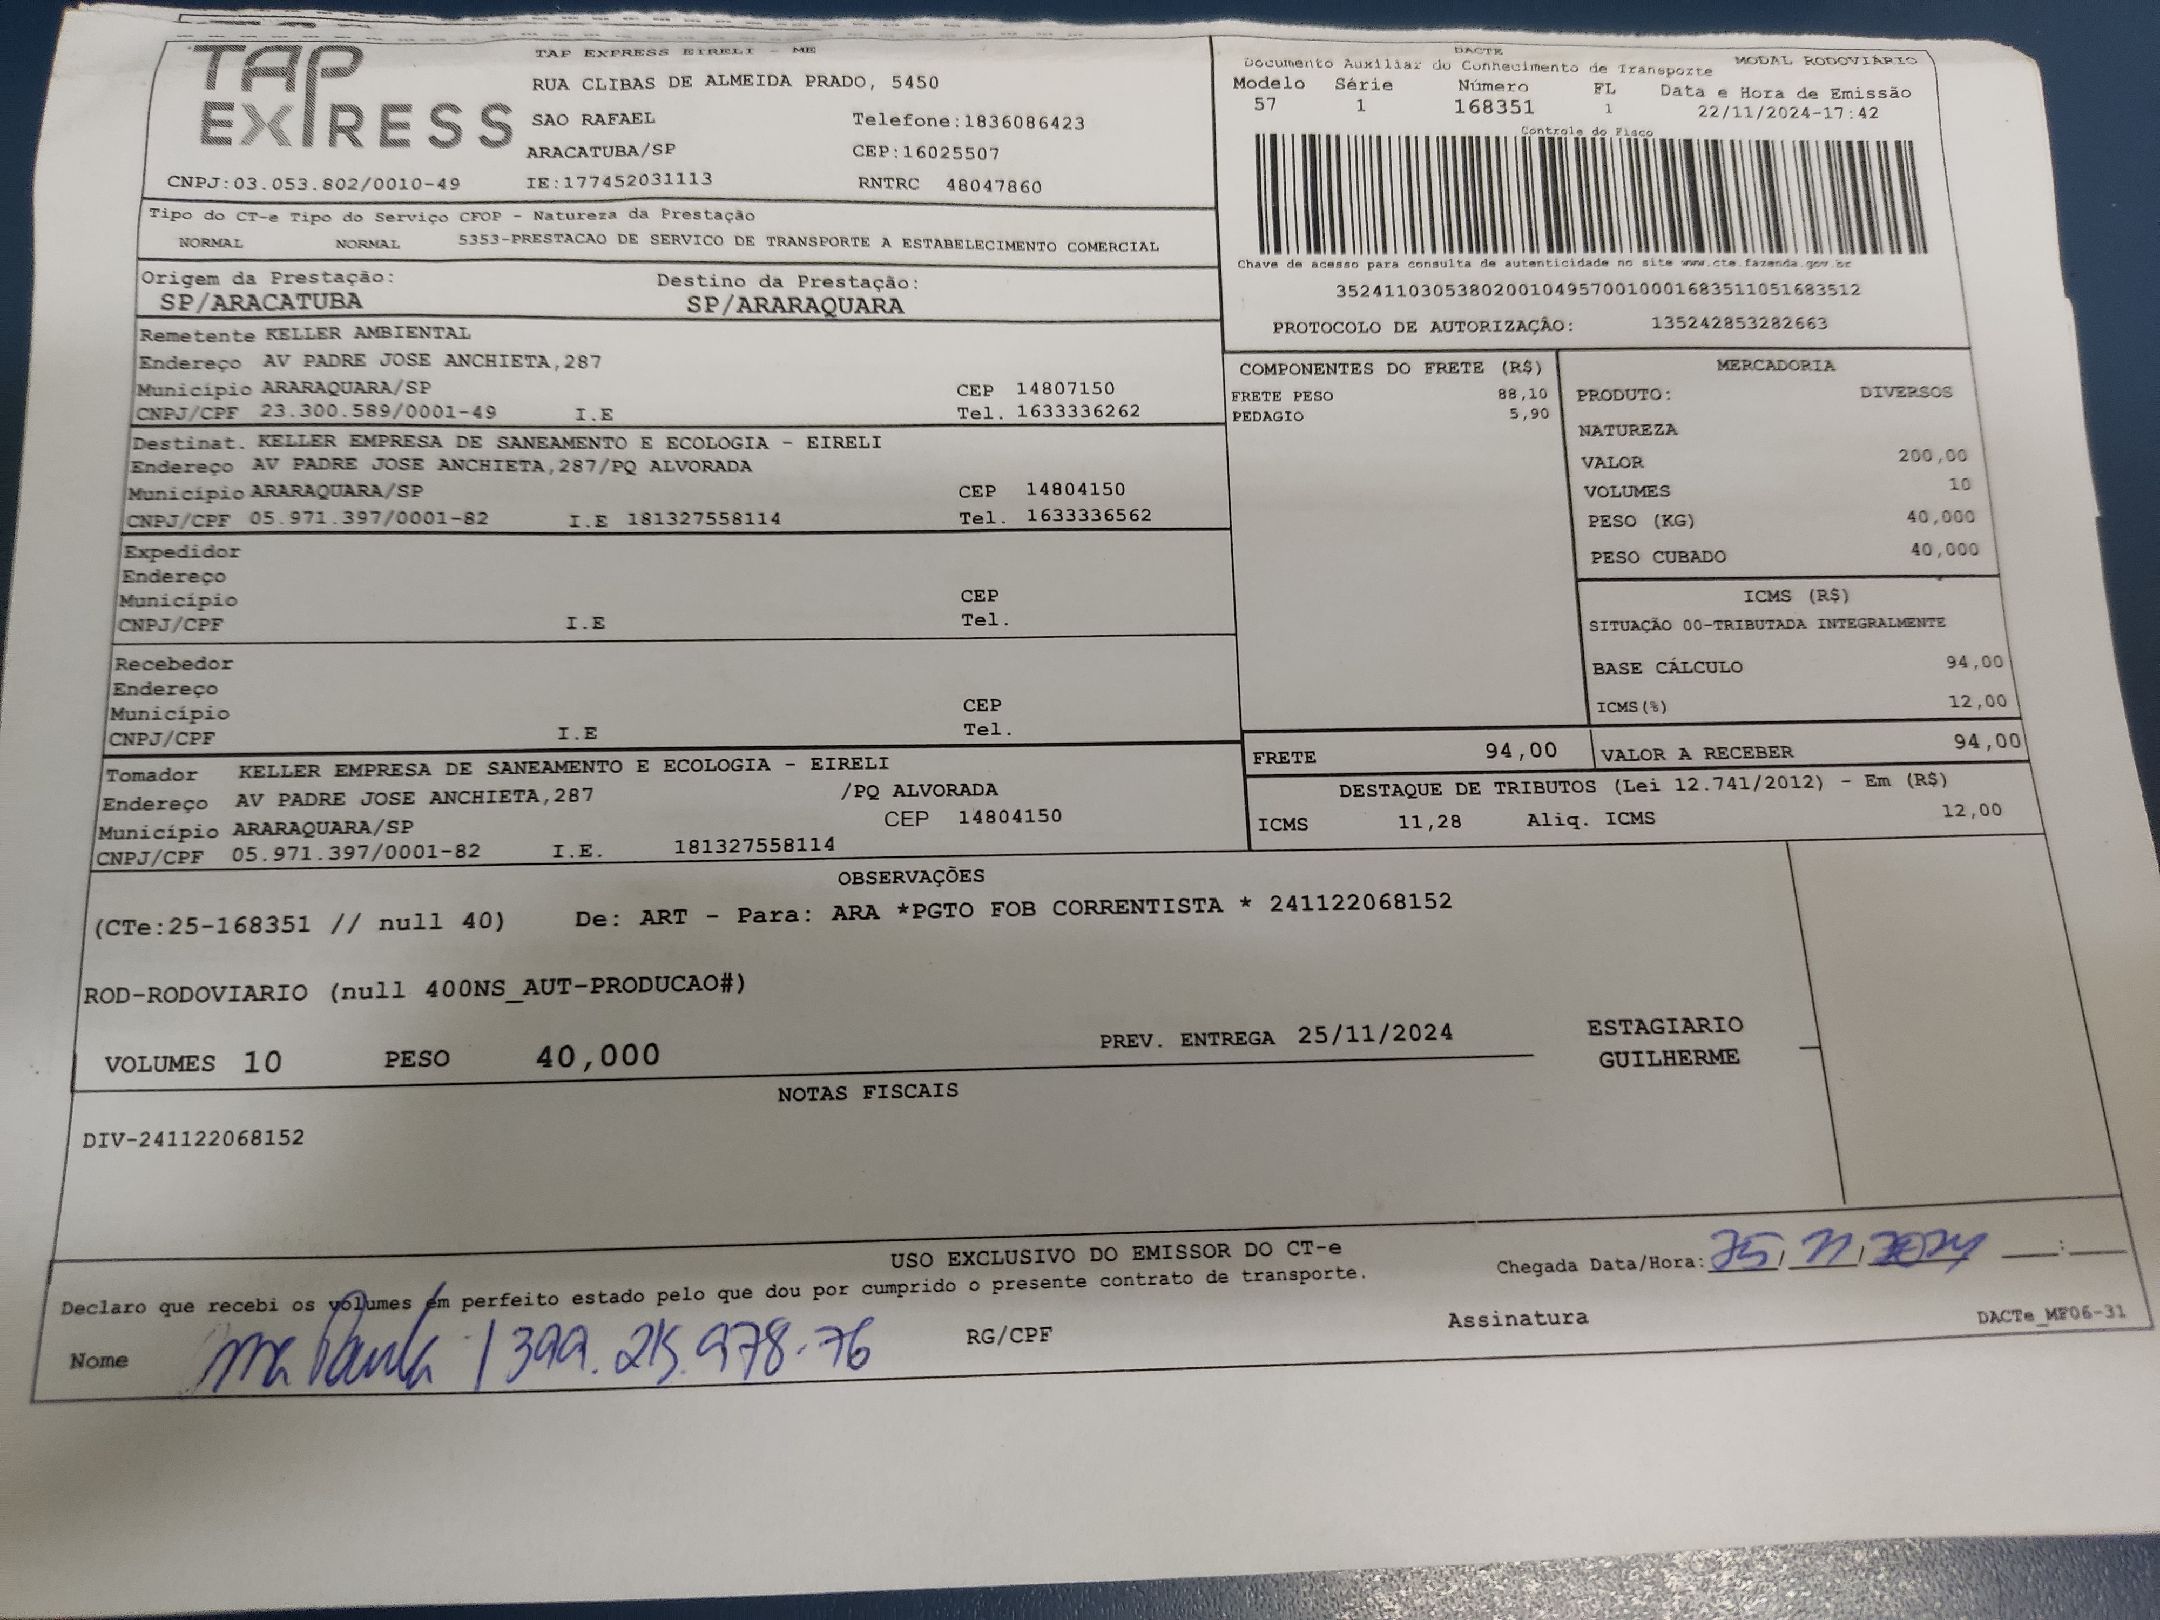 TAP EXPRESS
TAP EXPRESS EIRELI - ME
RUA CLIBAS DE ALMEIDA PRADO, 5450
SAO RAFAEL Telefone:1836086423
ARACATUBA/SP CEP:16025507
CNPJ:03.053.802/0010-49 IE:177452031113 RNTRC 48047860
DACTE
Documento Auxiliar do Conhecimento de Transporte MODAL RODOVIÁRIO
Modelo Série Número FL Data e Hora de Emissão
57 1 168351 1 22/11/2024-17:42
Controle do Fisco
Chave de acesso para consulta de autenticidade no site www.cte.fazenda.gov.br
35241103053802001049570010001683511051683512
PROTOCOLO DE AUTORIZAÇÂO: 135242853282663
Tipo do CT-e Tipo do Serviço CFOP - Natureza da Prestação
NORMAL NORMAL 5353-PRESTACAO DE SERVICO DE TRANSPORTE A ESTABELECIMENTO COMERCIAL
Origem da Prestação: Destino da Prestação:
SP/ARACATUBA SP/ARARAQUARA
Remetente KELLER AMBIENTAL
Endereço AV PADRE JOSE ANCHIETA,287
Município ARARAQUARA/SP CEP 14807150
CNPJ/CPF 23.300.589/0001-49 I.E Tel. 1633336262
Destinat. KELLER EMPRESA DE SANEAMENTO E ECOLOGIA - EIRELI
Endereço AV PADRE JOSE ANCHIETA,287/PQ ALVORADA
Município ARARAQUARA/SP CEP 14804150
CNPJ/CPF 05.971.397/0001-82 I.E 181327558114 Tel. 1633336562
Expedidor
Endereço
Município CEP
CNPJ/CPF I.E Tel.
Recebedor
Endereço
Município CEP
CNPJ/CPF I.E Tel.
Tomador KELLER EMPRESA DE SANEAMENTO E ECOLOGIA - EIRELI
Endereço AV PADRE JOSE ANCHIETA,287 /PQ ALVORADA
Município ARARAQUARA/SP CEP 14804150
CNPJ/CPF 05.971.397/0001-82 I.E. 181327558114
COMPONENTES DO FRETE (R$)
FRETE PESO 88,10
PEDAGIO 5,90
MERCADORIA
PRODUTO: DIVERSOS
NATUREZA
VALOR 200,00
VOLUMES 10
PESO (KG) 40,000
PESO CUBADO 40,000
ICMS (R$)
SITUAÇÃO 00-TRIBUTADA INTEGRALMENTE
BASE CÁLCULO 94,00
ICMS(%) 12,00
FRETE 94,00 VALOR A RECEBER 94,00
DESTAQUE DE TRIBUTOS (Lei 12.741/2012) - Em (R$)
ICMS 11,28 Aliq. ICMS 12,00
OBSERVAÇÕES
(CTe:25-168351 // null 40) De: ART - Para: ARA *PGTO FOB CORRENTISTA * 241122068152
ROD-RODOVIARIO (null 400NS_AUT-PRODUCAO#)
VOLUMES 10 PESO 40,000 PREV. ENTREGA 25/11/2024
ESTAGIARIO
GUILHERME
NOTAS FISCAIS
DIV-241122068152
USO EXCLUSIVO DO EMISSOR DO CT-e
Chegada Data/Hora: 25/11/2024 __:__
Declaro que recebi os volumes em perfeito estado pelo que dou por cumprido o presente contrato de transporte.
Nome Ma Paula / 399.215.978-76 RG/CPF Assinatura
DACTe_MF06-31